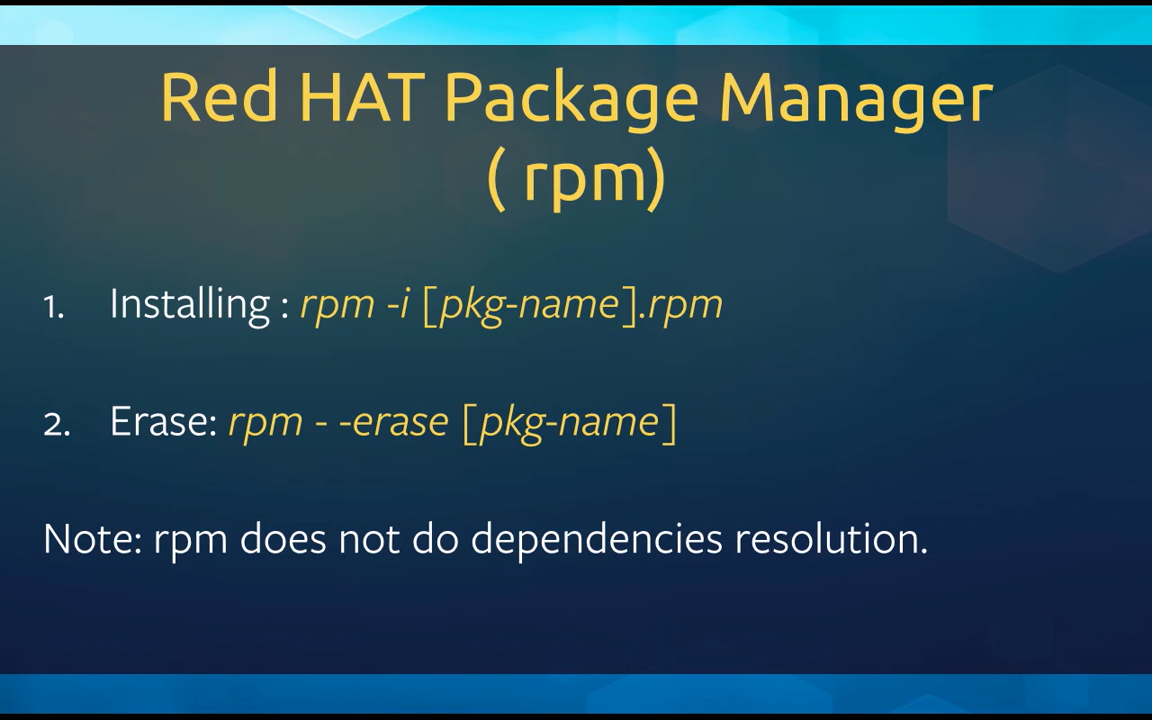 Red HAT Package Manager
( rpm)
1. Installing : rpm -i [pkg-name].rpm
2. Erase: rpm - -erase [pkg-name]
Note: rpm does not do dependencies resolution.